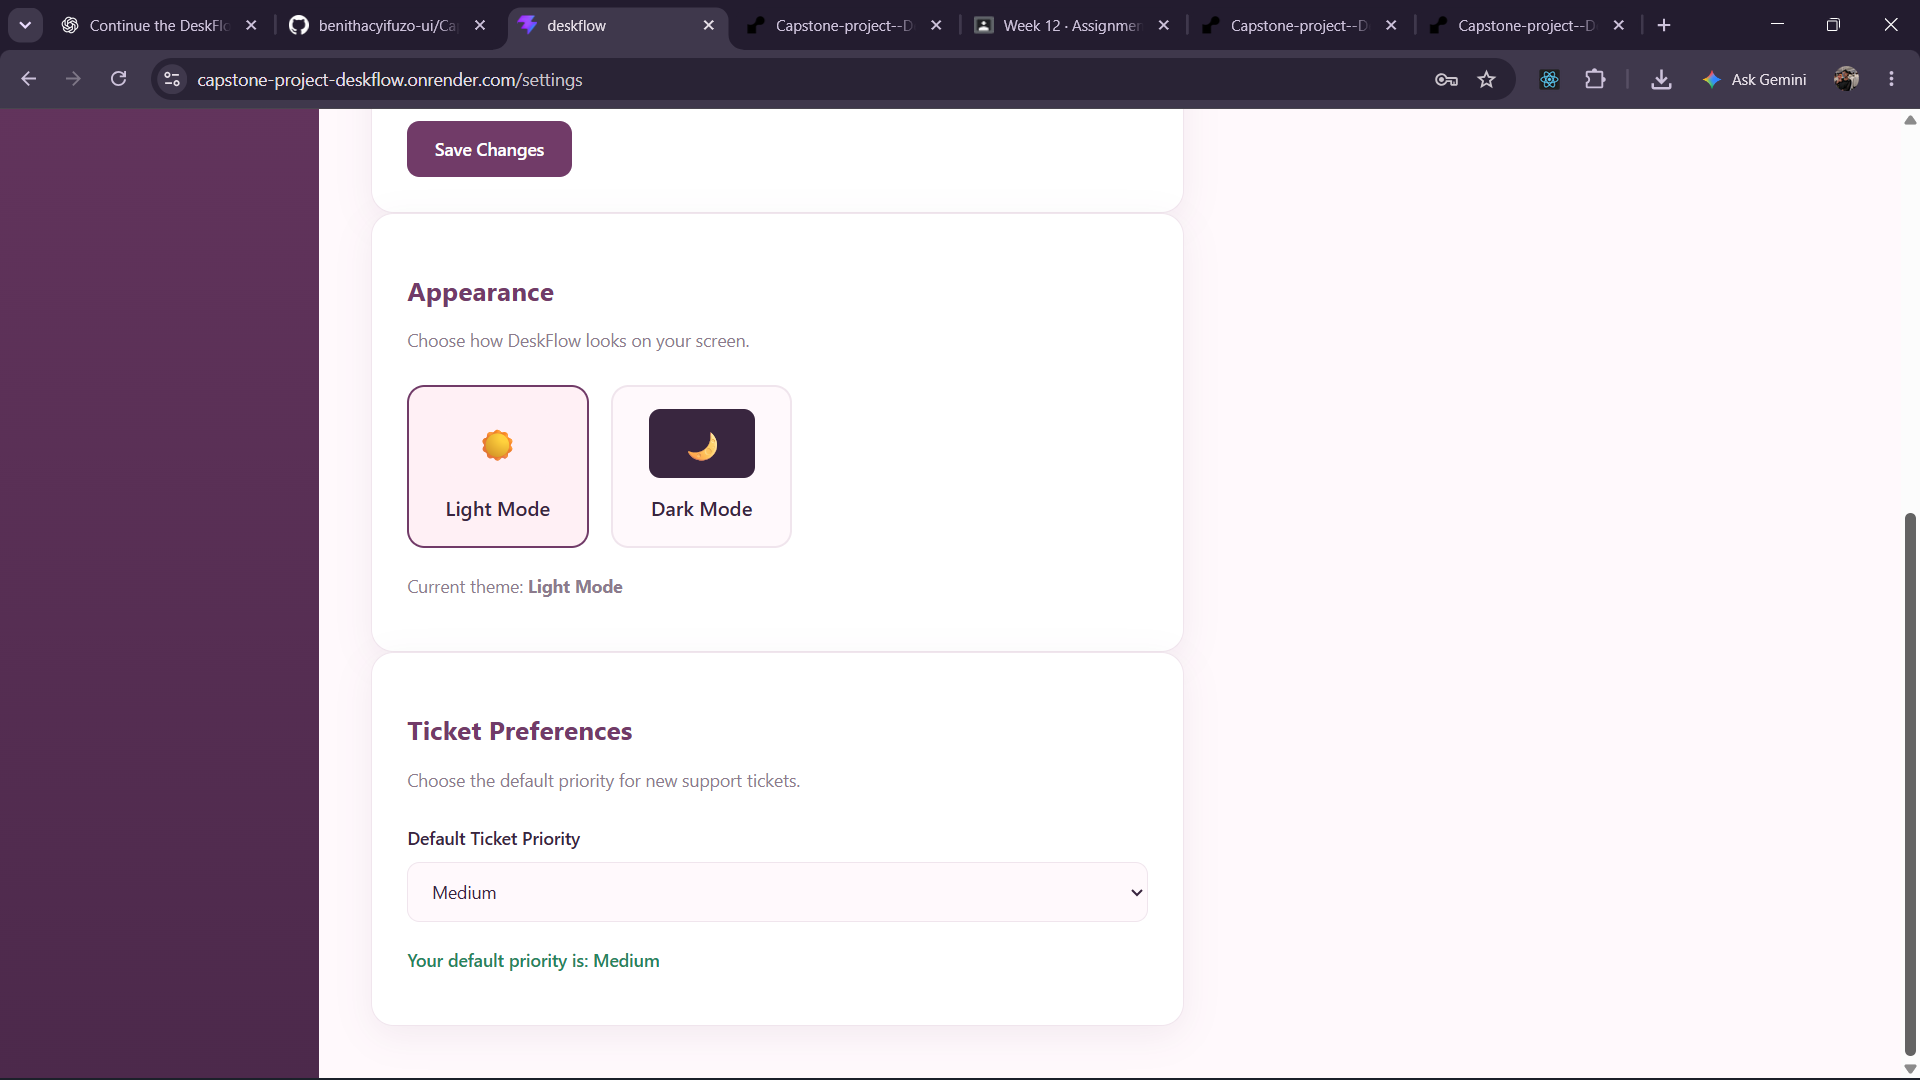 Continue the DeskFl
benithacyifuzo-ui/Ca
deskflow
Capstone-project--D
Week 12 · Assignmen
Capstone-project--D
Capstone-project--D
capstone-project-deskflow.onrender.com/settings
Ask Gemini
Save Changes
Appearance
Choose how DeskFlow looks on your screen.
Light Mode
Dark Mode
Current theme: Light Mode
Ticket Preferences
Choose the default priority for new support tickets.
Default Ticket Priority
Medium
Your default priority is: Medium